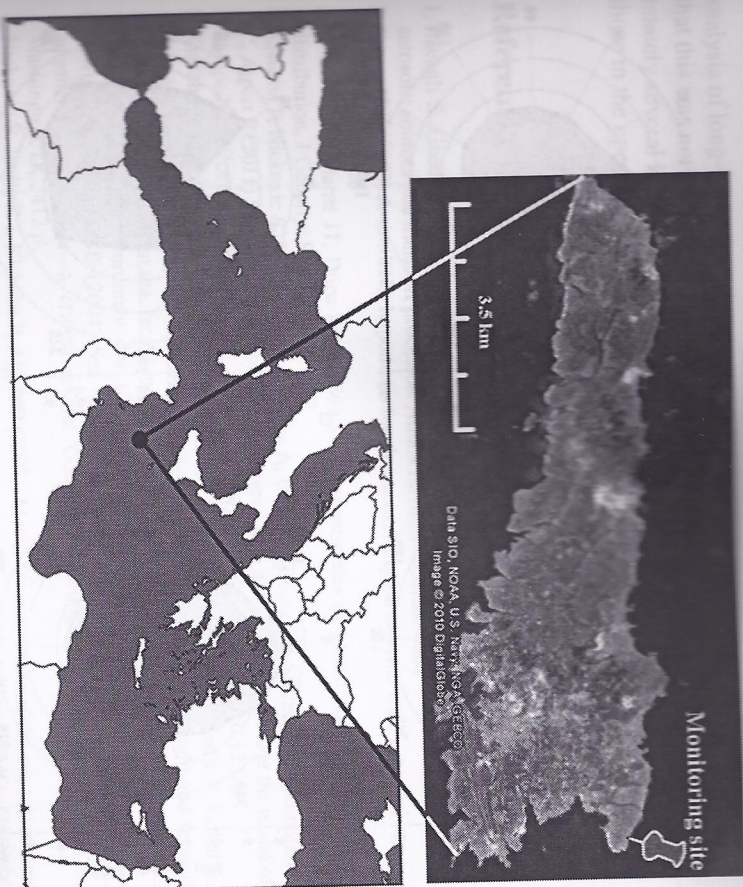 Monitoring site
3.5 km
Data SIO, NOAA, U.S. Navy, NGA, GEBCO
Image © 2010 DigitalGlobe